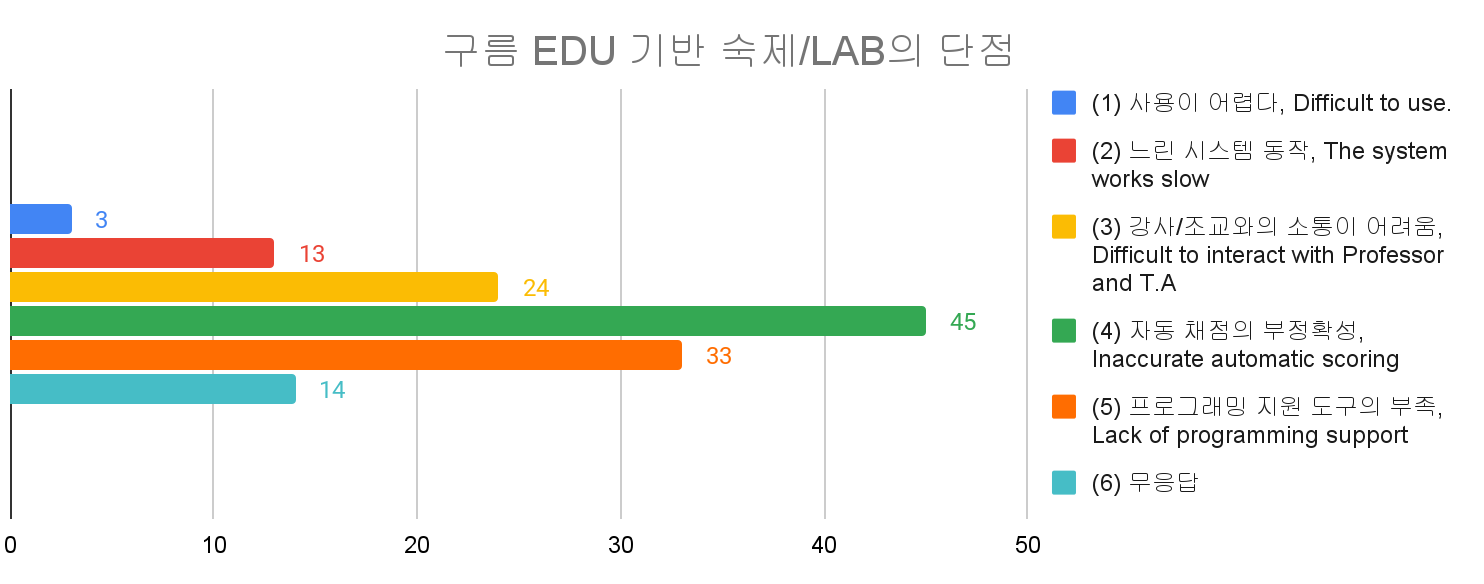 구름 EDU 기반 숙제/LAB의 단점
(1) 사용이 어렵다, Difficult to use.
(2) 느린 시스템 동작, The system
works slow
(3) 강사/조교와의 소통이 어려움,
Difficult to interact with Professor
and T.A
(4) 자동 채점의 부정확성,
Inaccurate automatic scoring
(5) 프로그래밍 지원 도구의 부족,
Lack of programming support
(6) 무응답
3
13
24
45
33
14
0 10 20 30 40 50